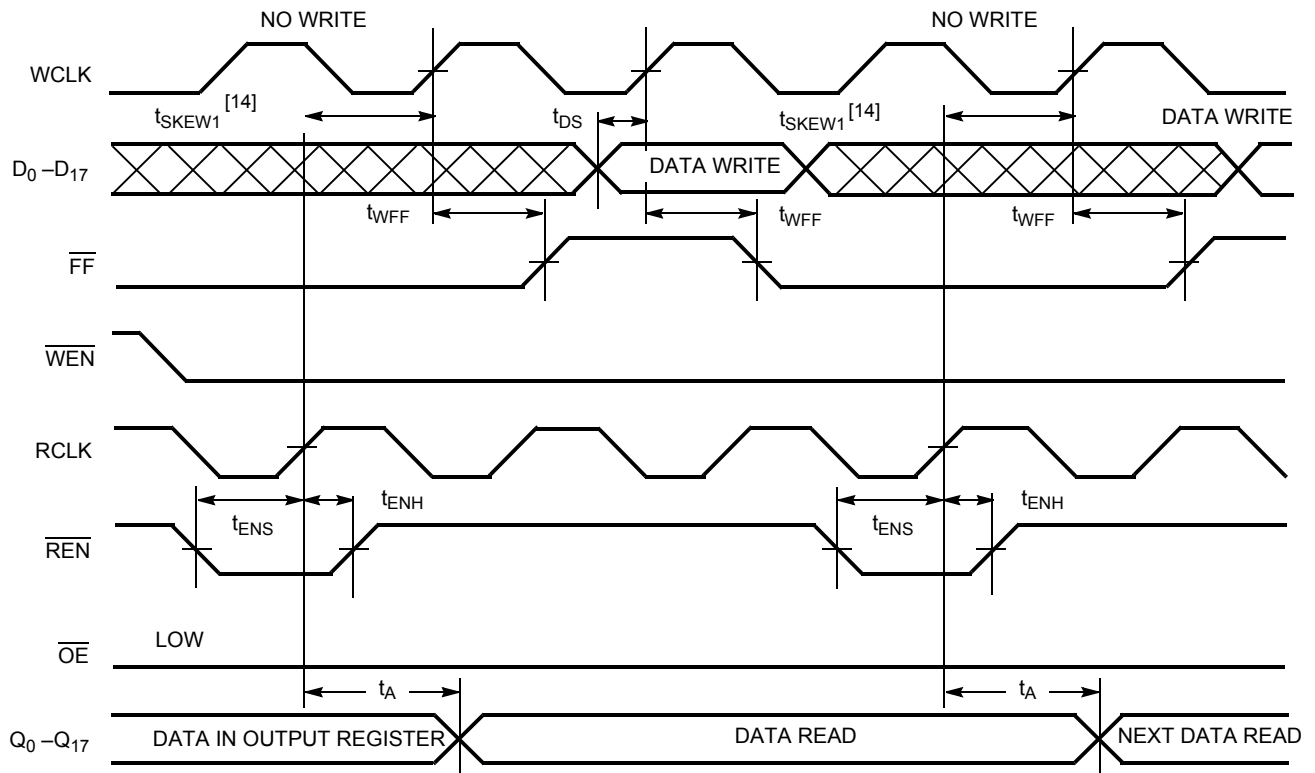 NO WRITE NO WRITE
WCLK
tSKEW1[14] tDS tSKEW1[14] DATA WRITE
D0 –D17 DATA WRITE
tWFF tWFF tWFF
FF
WEN
RCLK
tENS tENH tENS tENH
REN
LOW
OE
tA tA
Q0 –Q17 DATA IN OUTPUT REGISTER DATA READ NEXT DATA READ